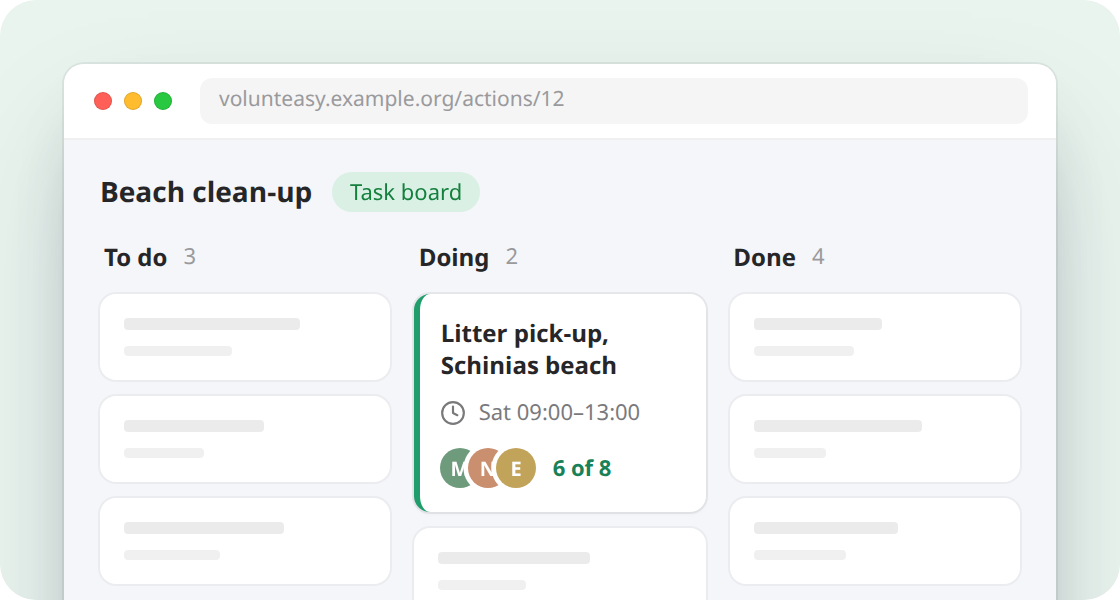 volunteasy.example.org/actions/12
Beach clean-up
Task board
To do 3
Doing 2
Done 4
Litter pick-up,
Schinias beach
Sat 09:00–13:00
M N E
6 of 8